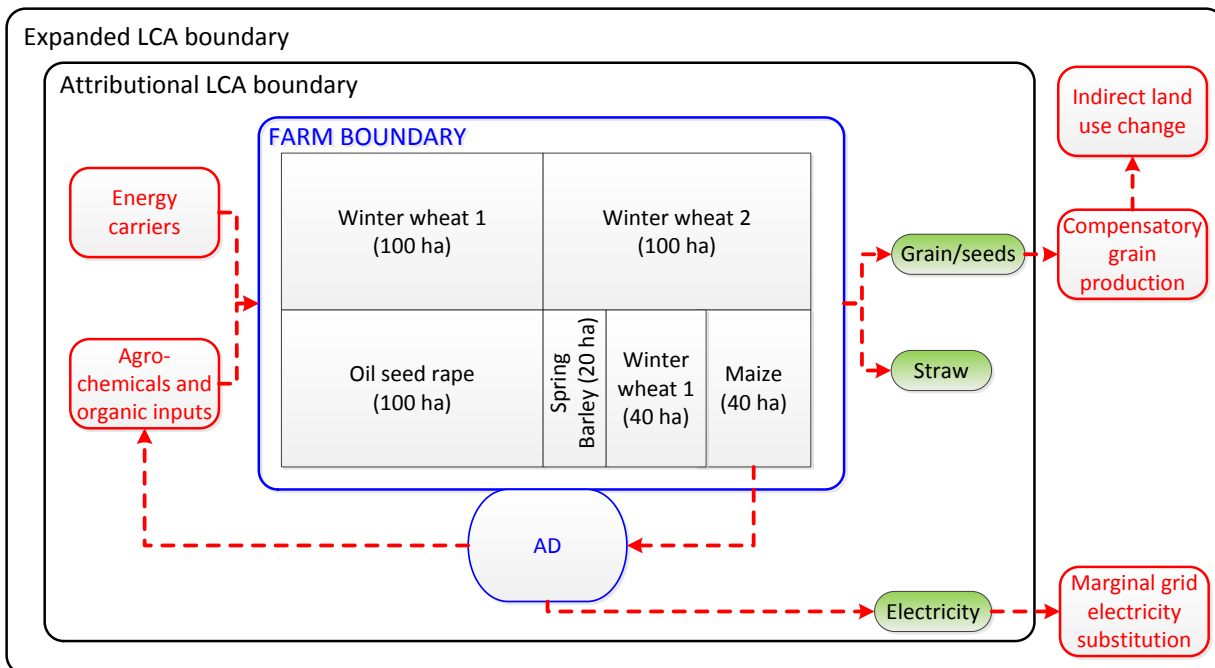 Expanded LCA boundary
Attributional LCA boundary
FARM BOUNDARY
Energy
carriers
Agro-
chemicals and
organic inputs
Winter wheat 1
(100 ha)
Winter wheat 2
(100 ha)
Oil seed rape
(100 ha)
Spring
Barley (20 ha)
Winter
wheat 1
(40 ha)
Maize
(40 ha)
AD
Grain/seeds
Straw
Electricity
Indirect land
use change
Compensatory
grain
production
Marginal grid
electricity
substitution